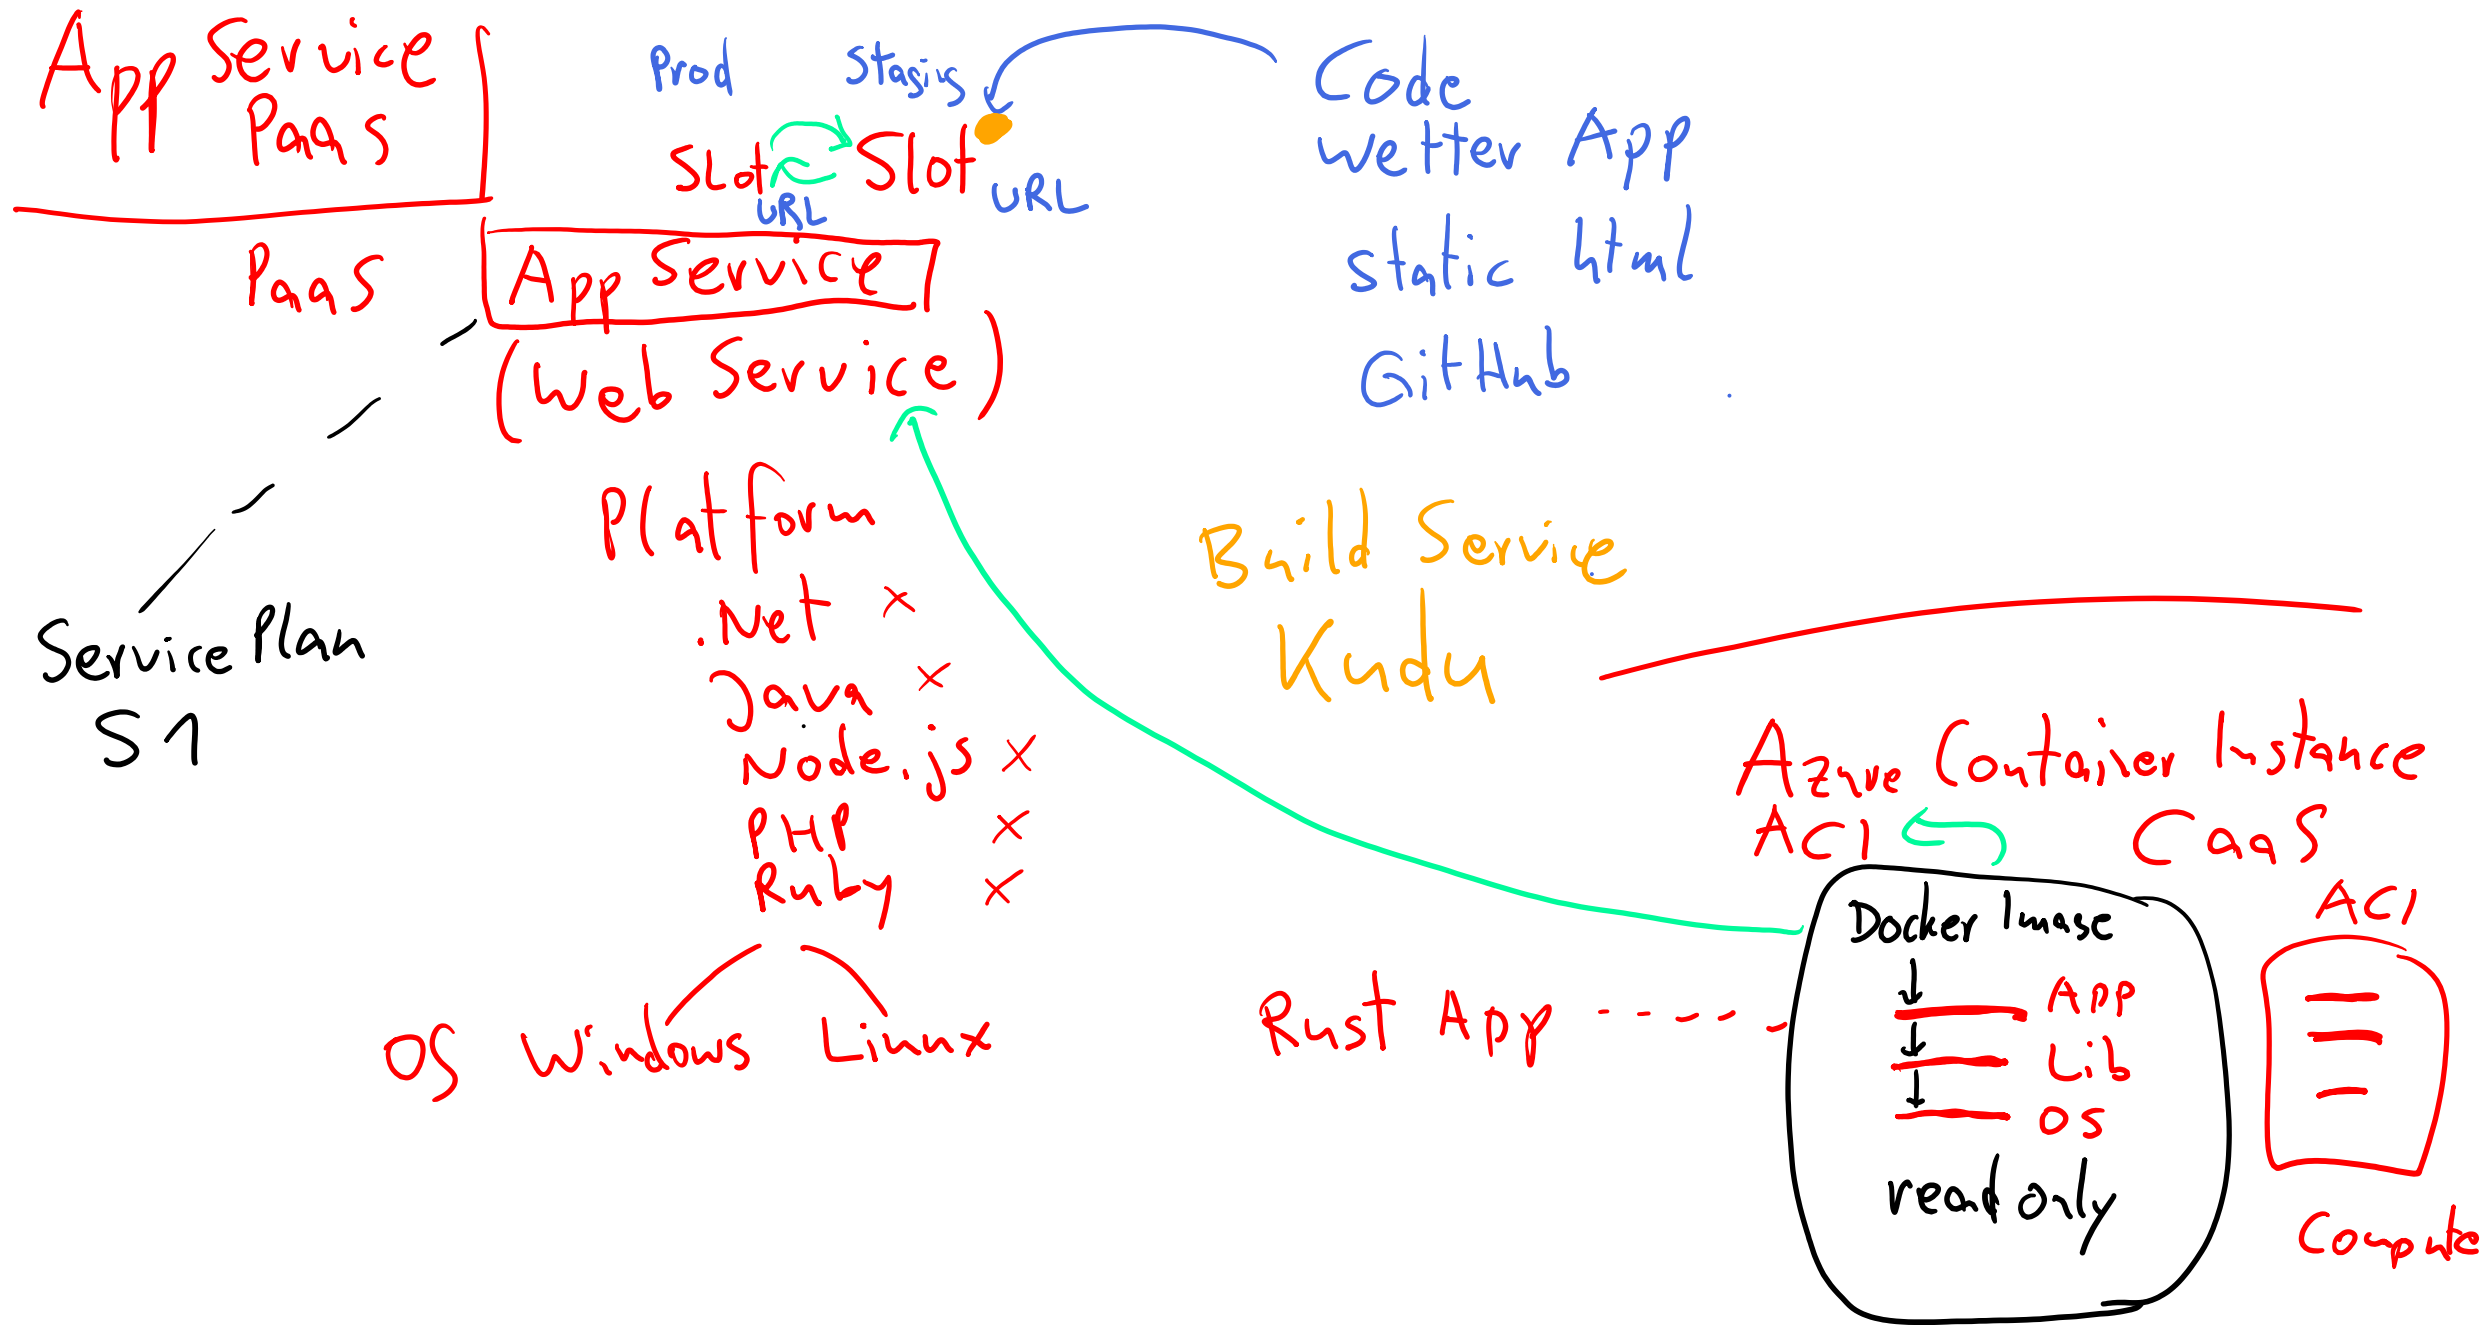 App Service
PaaS
Prod Stasis
SLot Slot
URL URL
Code
wetter App
static html
GitHub
PaaS
App Service
(Web Service)
Service Plan
S1
Platform
.Net x
Java x
Node.js x
PHP x
Ruby x
OS Windows Linux
Build Service
Kudu
Azure Container Instance
ACI CaaS
Docker Image
App
Lib
OS
read only
Rust App
ACI
Compute